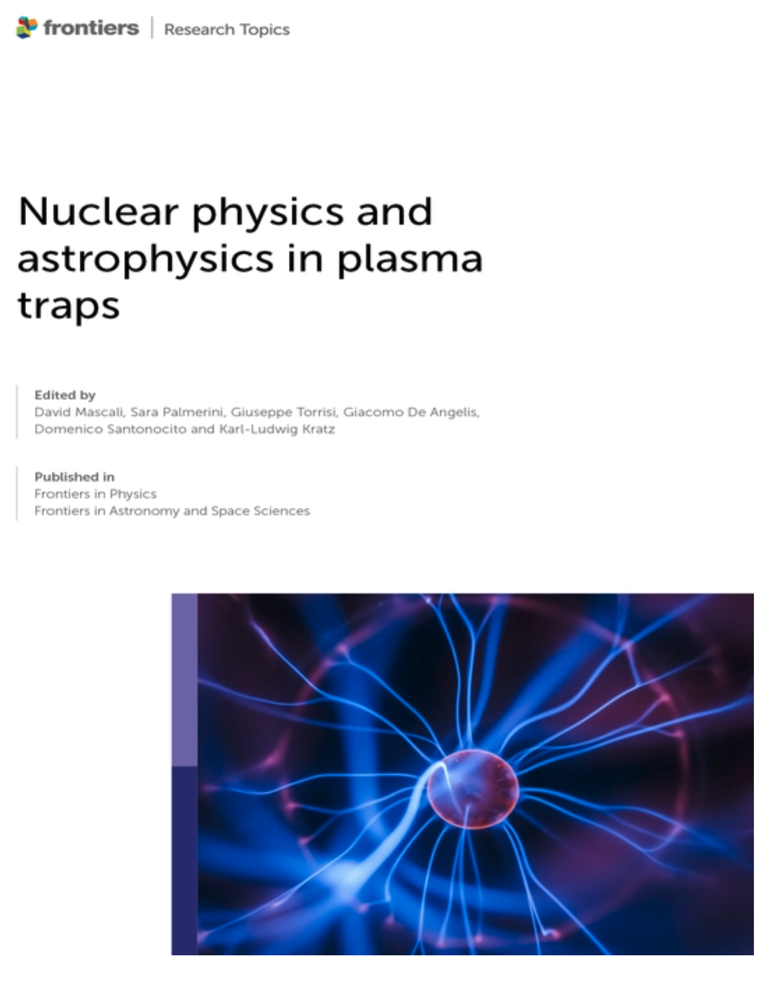 frontiers | Research Topics
Nuclear physics and
astrophysics in plasma
traps
Edited by
David Mascali, Sara Palmerini, Giuseppe Torrisi, Giacomo De Angelis,
Domenico Santonocito and Karl-Ludwig Kratz
Published in
Frontiers in Physics
Frontiers in Astronomy and Space Sciences